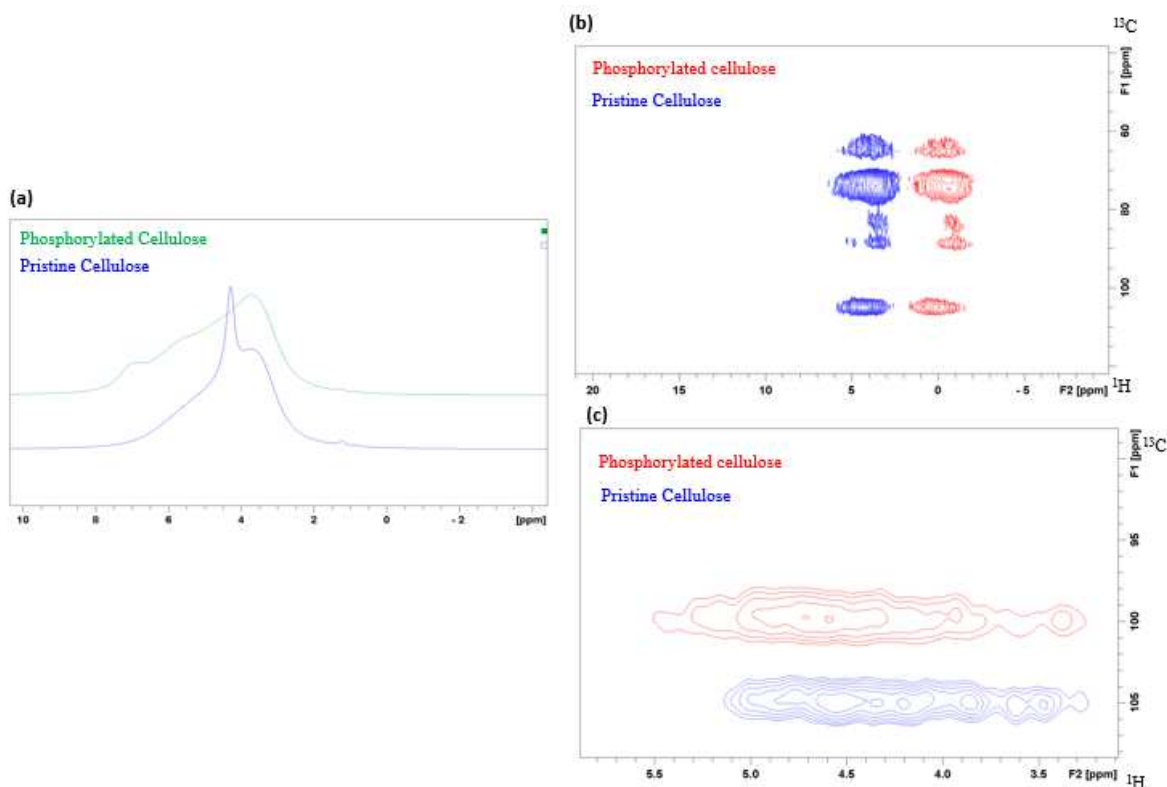 (a)
Phosphorylated Cellulose
Pristine Cellulose
10 8 6 4 2 0 - 2 [ppm]
(b)
¹³C
Phosphorylated cellulose
Pristine Cellulose
F1 [ppm]
60
80
100
20 15 10 5 0 - 5 F2 [ppm] ¹H
(c)
¹³C
Phosphorylated cellulose
Pristine Cellulose
F1 [ppm]
95
100
105
5.5 5.0 4.5 4.0 3.5 F2 [ppm] ¹H